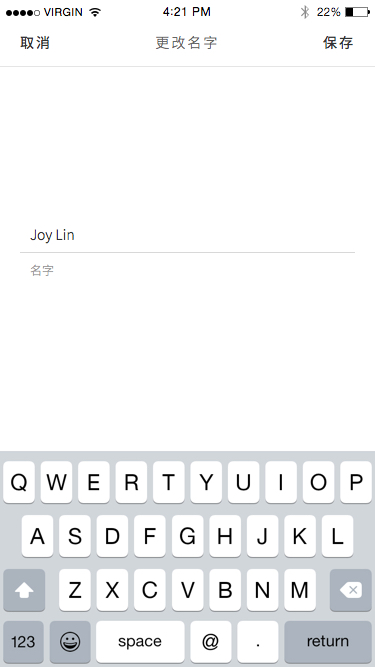 VIRGIN 4:21 PM 22%
取消 更改名字 保存
Joy Lin
名字
Q W E R T Y U I O P
A S D F G H J K L
Z X C V B N M
123 space @ . return